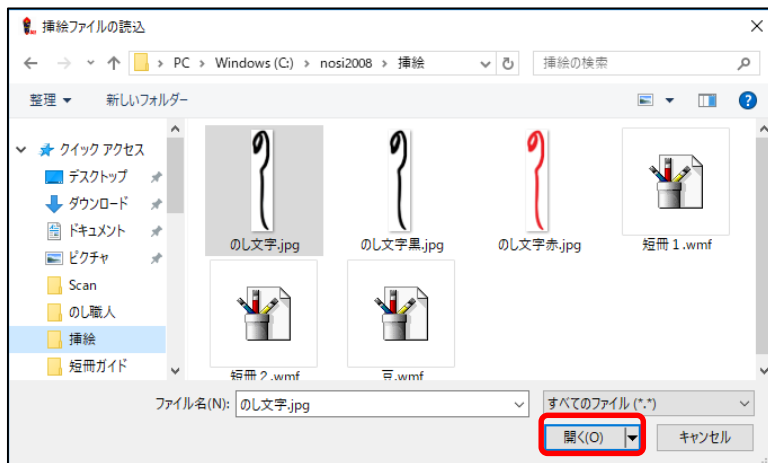 挿絵ファイルの読込
PC > Windows (C:) > nosi2008 > 挿絵
挿絵の検索
整理 ▼ 新しいフォルダー
クイック アクセス
デスクトップ
ダウンロード
ドキュメント
ピクチャ
Scan
のし職人
挿絵
短冊ガイド
のし文字.jpg
のし文字黒.jpg
のし文字赤.jpg
短冊１.wmf
短冊２.wmf
豆.wmf
ファイル名(N): のし文字.jpg
すべてのファイル (*.*)
開く(O)
キャンセル